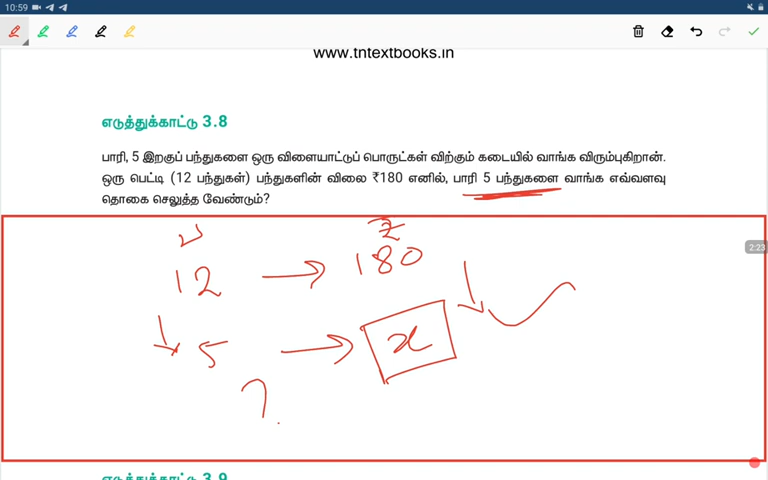 10:59
www.tntextbooks.in
எடுத்துக்காட்டு 3.8
பாரி, 5 இறகுப் பந்துகளை ஒரு விளையாட்டுப் பொருட்கள் விற்கும் கடையில் வாங்க விரும்புகிறான்.
ஒரு பெட்டி (12 பந்துகள்) பந்துகளின் விலை ₹180 எனில், பாரி 5 பந்துகளை வாங்க எவ்வளவு
தொகை செலுத்த வேண்டும்?
2:23
12 → 180
5 → x
எடுத்துக்காட்டு 3.9